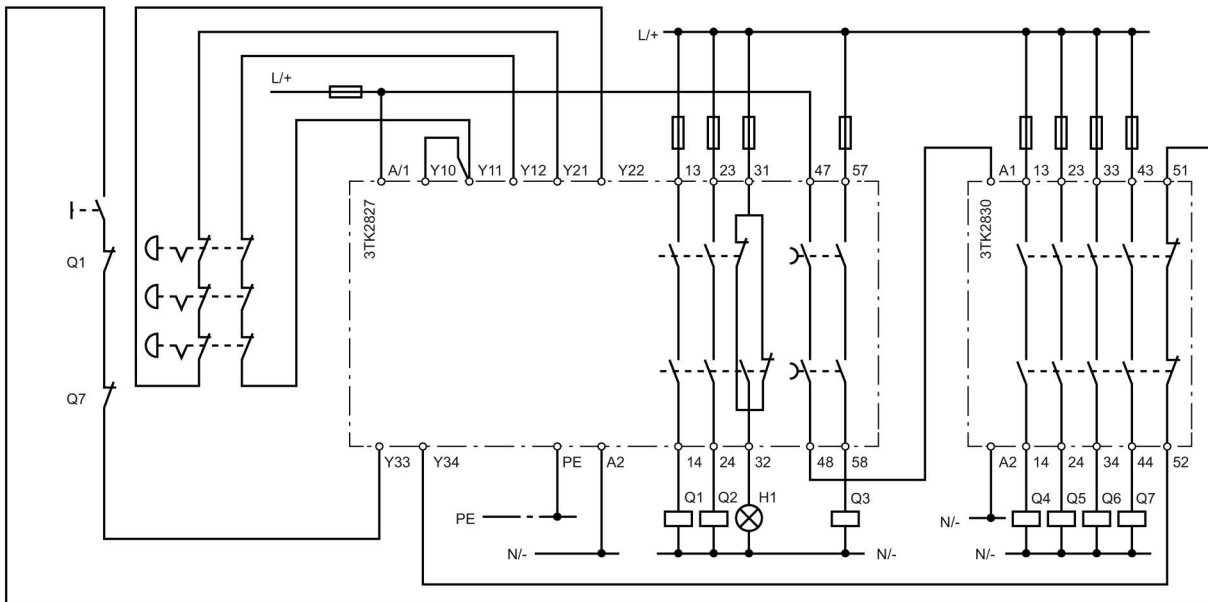 L/+
L/+
A/1 Y10 Y11 Y12 Y21 Y22 13 23 31 47 57 A1 13 23 33 43 51
3TK2827
3TK2830
Q1
Q7
Y33 Y34 PE A2 14 24 32 48 58 A2 14 24 34 44 52
Q1 Q2 H1 Q3 Q4 Q5 Q6 Q7
PE
N/-
N/-
N/-
N/-